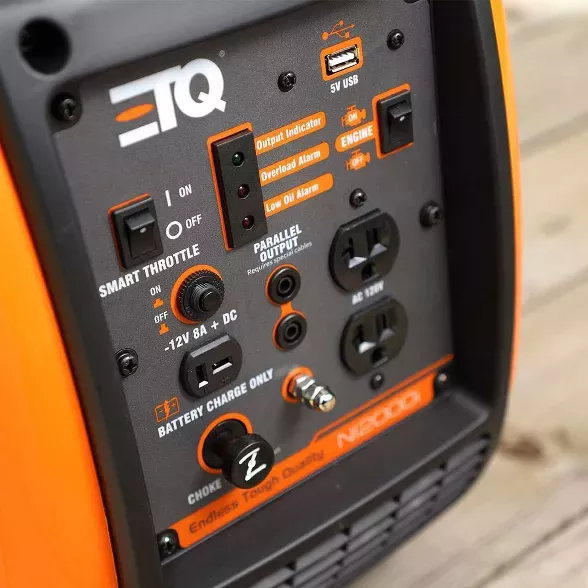 ETQ
®
5V USB
Output Indicator
Overload Alarm
Low Oil Alarm
ON
ENGINE
OFF
ON
OFF
SMART THROTTLE
PARALLEL
OUTPUT
Requires special cables
ON
OFF
-12V 8A + DC
AC 120V
BATTERY CHARGE ONLY
CHOKE
Endless Tough Quality
N12000i